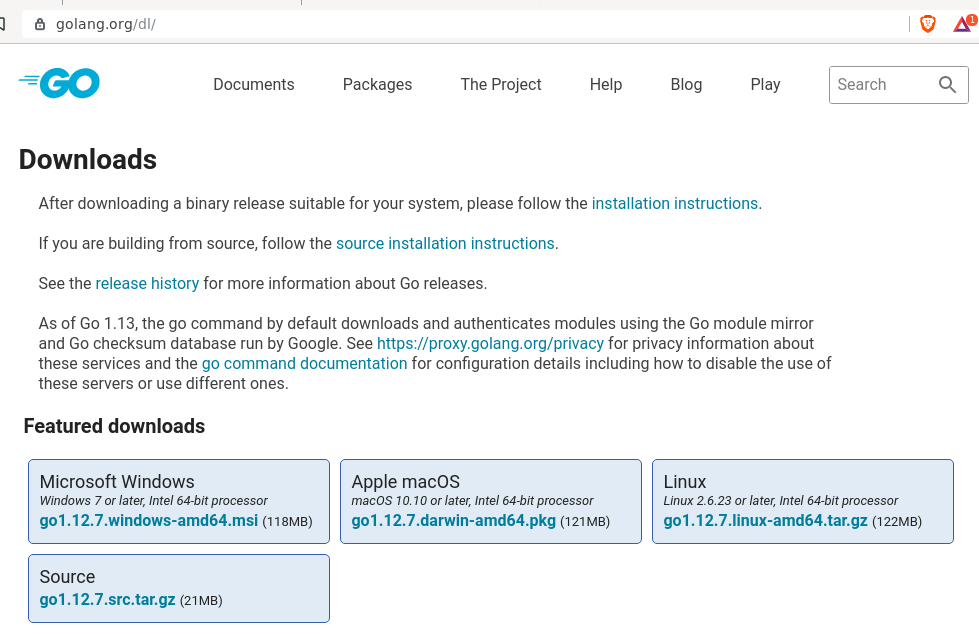 golang.org/dl/
1
GO
Documents Packages The Project Help Blog Play Search
Downloads
After downloading a binary release suitable for your system, please follow the installation instructions.
If you are building from source, follow the source installation instructions.
See the release history for more information about Go releases.
As of Go 1.13, the go command by default downloads and authenticates modules using the Go module mirror
and Go checksum database run by Google. See https://proxy.golang.org/privacy for privacy information about
these services and the go command documentation for configuration details including how to disable the use of
these servers or use different ones.
Featured downloads
Microsoft Windows
Windows 7 or later, Intel 64-bit processor
go1.12.7.windows-amd64.msi (118MB)
Apple macOS
macOS 10.10 or later, Intel 64-bit processor
go1.12.7.darwin-amd64.pkg (121MB)
Linux
Linux 2.6.23 or later, Intel 64-bit processor
go1.12.7.linux-amd64.tar.gz (122MB)
Source
go1.12.7.src.tar.gz (21MB)